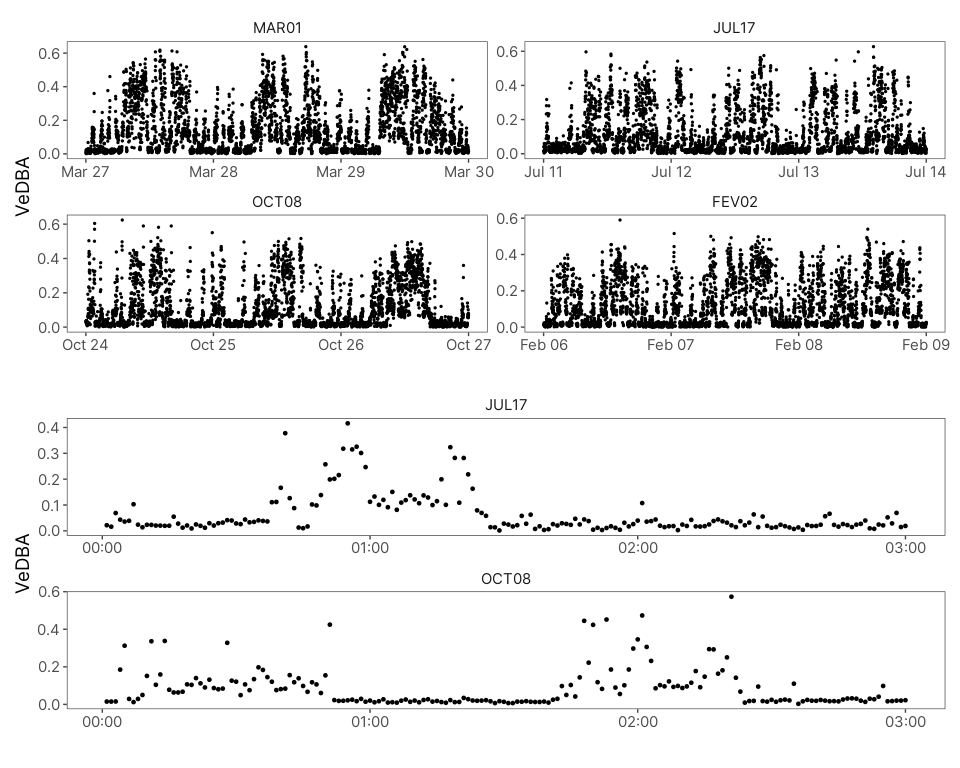 MAR01 JUL17
0.6 0.6
0.4 0.4
0.2 0.2
0.0 0.0
Mar 27 Mar 28 Mar 29 Mar 30 Jul 11 Jul 12 Jul 13 Jul 14
VeDBA
OCT08 FEV02
0.6 0.6
0.4 0.4
0.2 0.2
0.0 0.0
Oct 24 Oct 25 Oct 26 Oct 27 Feb 06 Feb 07 Feb 08 Feb 09
JUL17
0.4
0.3
0.2
0.1
0.0
00:00 01:00 02:00 03:00
VeDBA
OCT08
0.6
0.4
0.2
0.0
00:00 01:00 02:00 03:00